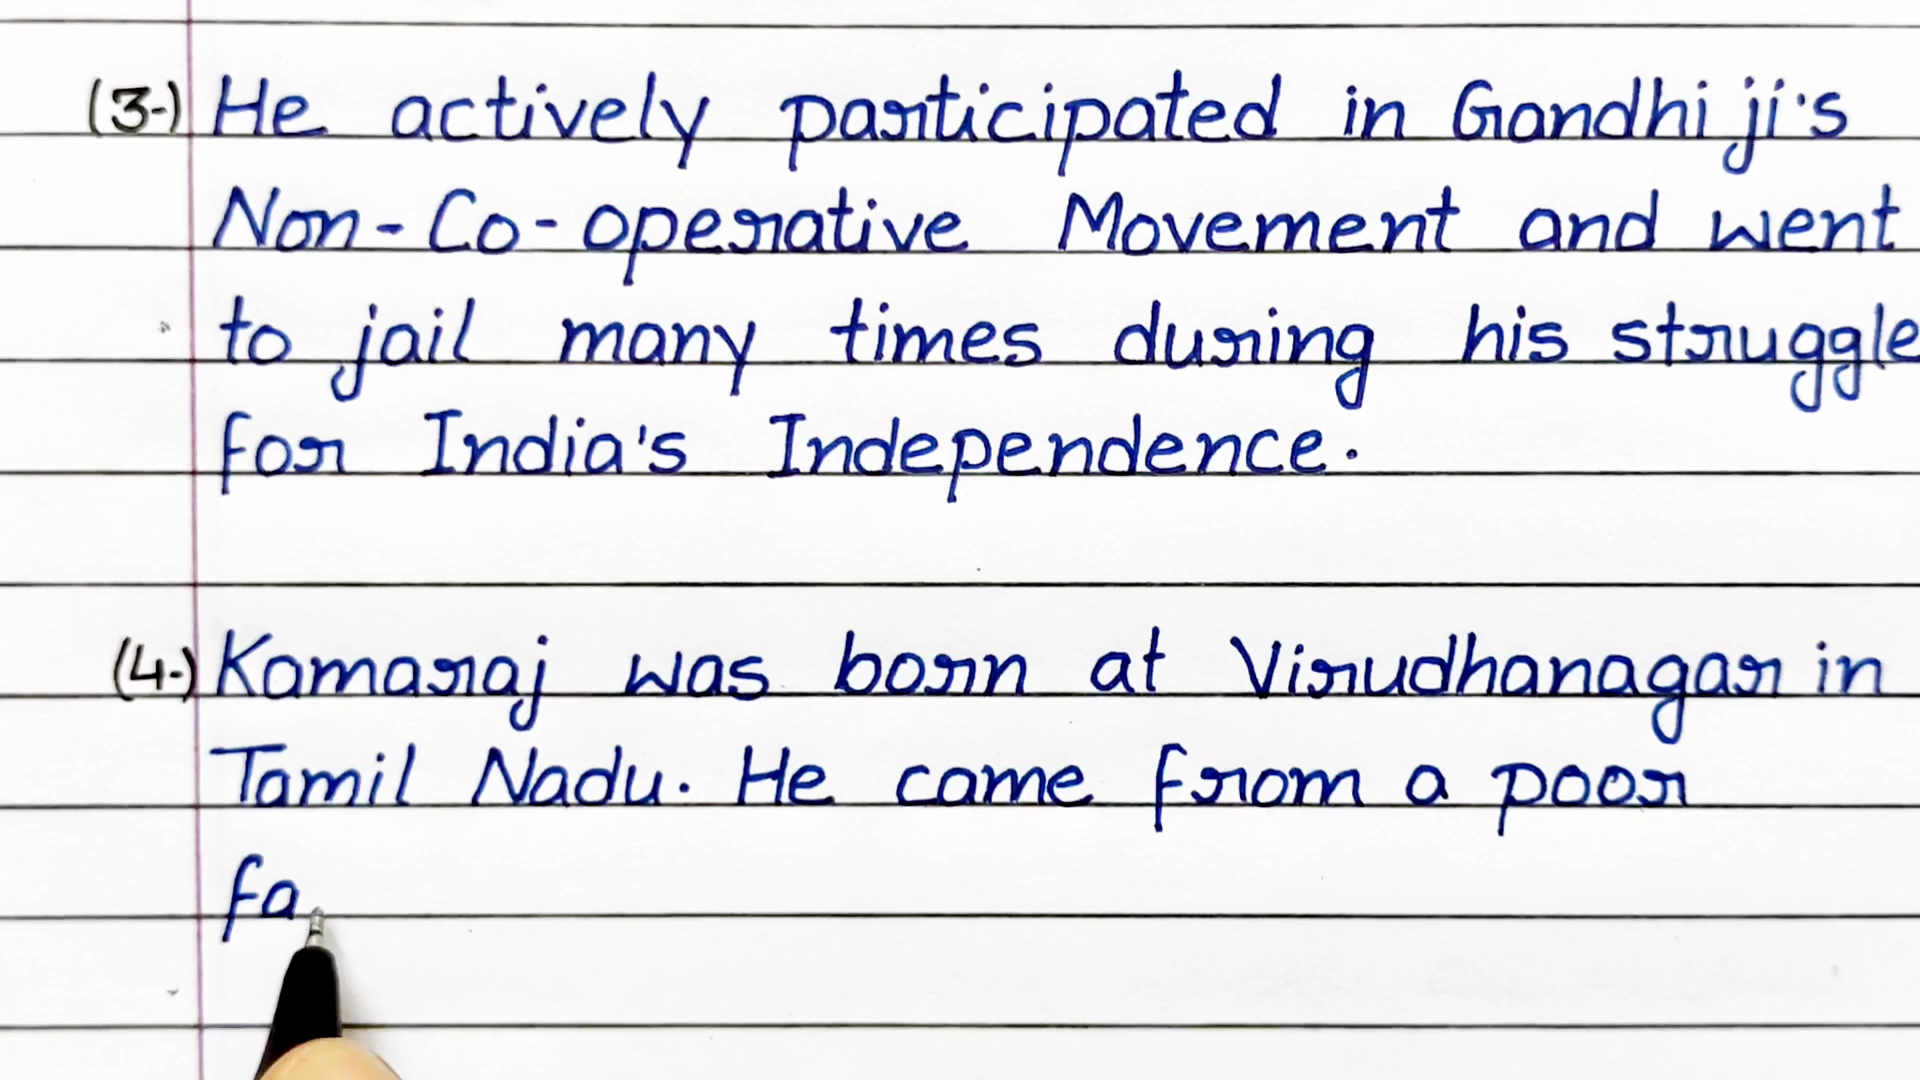 (3.) He actively participated in Gandhi ji's
Non-Co-operative Movement and went
to jail many times during his struggle
for India's Independence.
(4.) Kamaraj was born at Virudhanagar in
Tamil Nadu. He came from a poor
fa